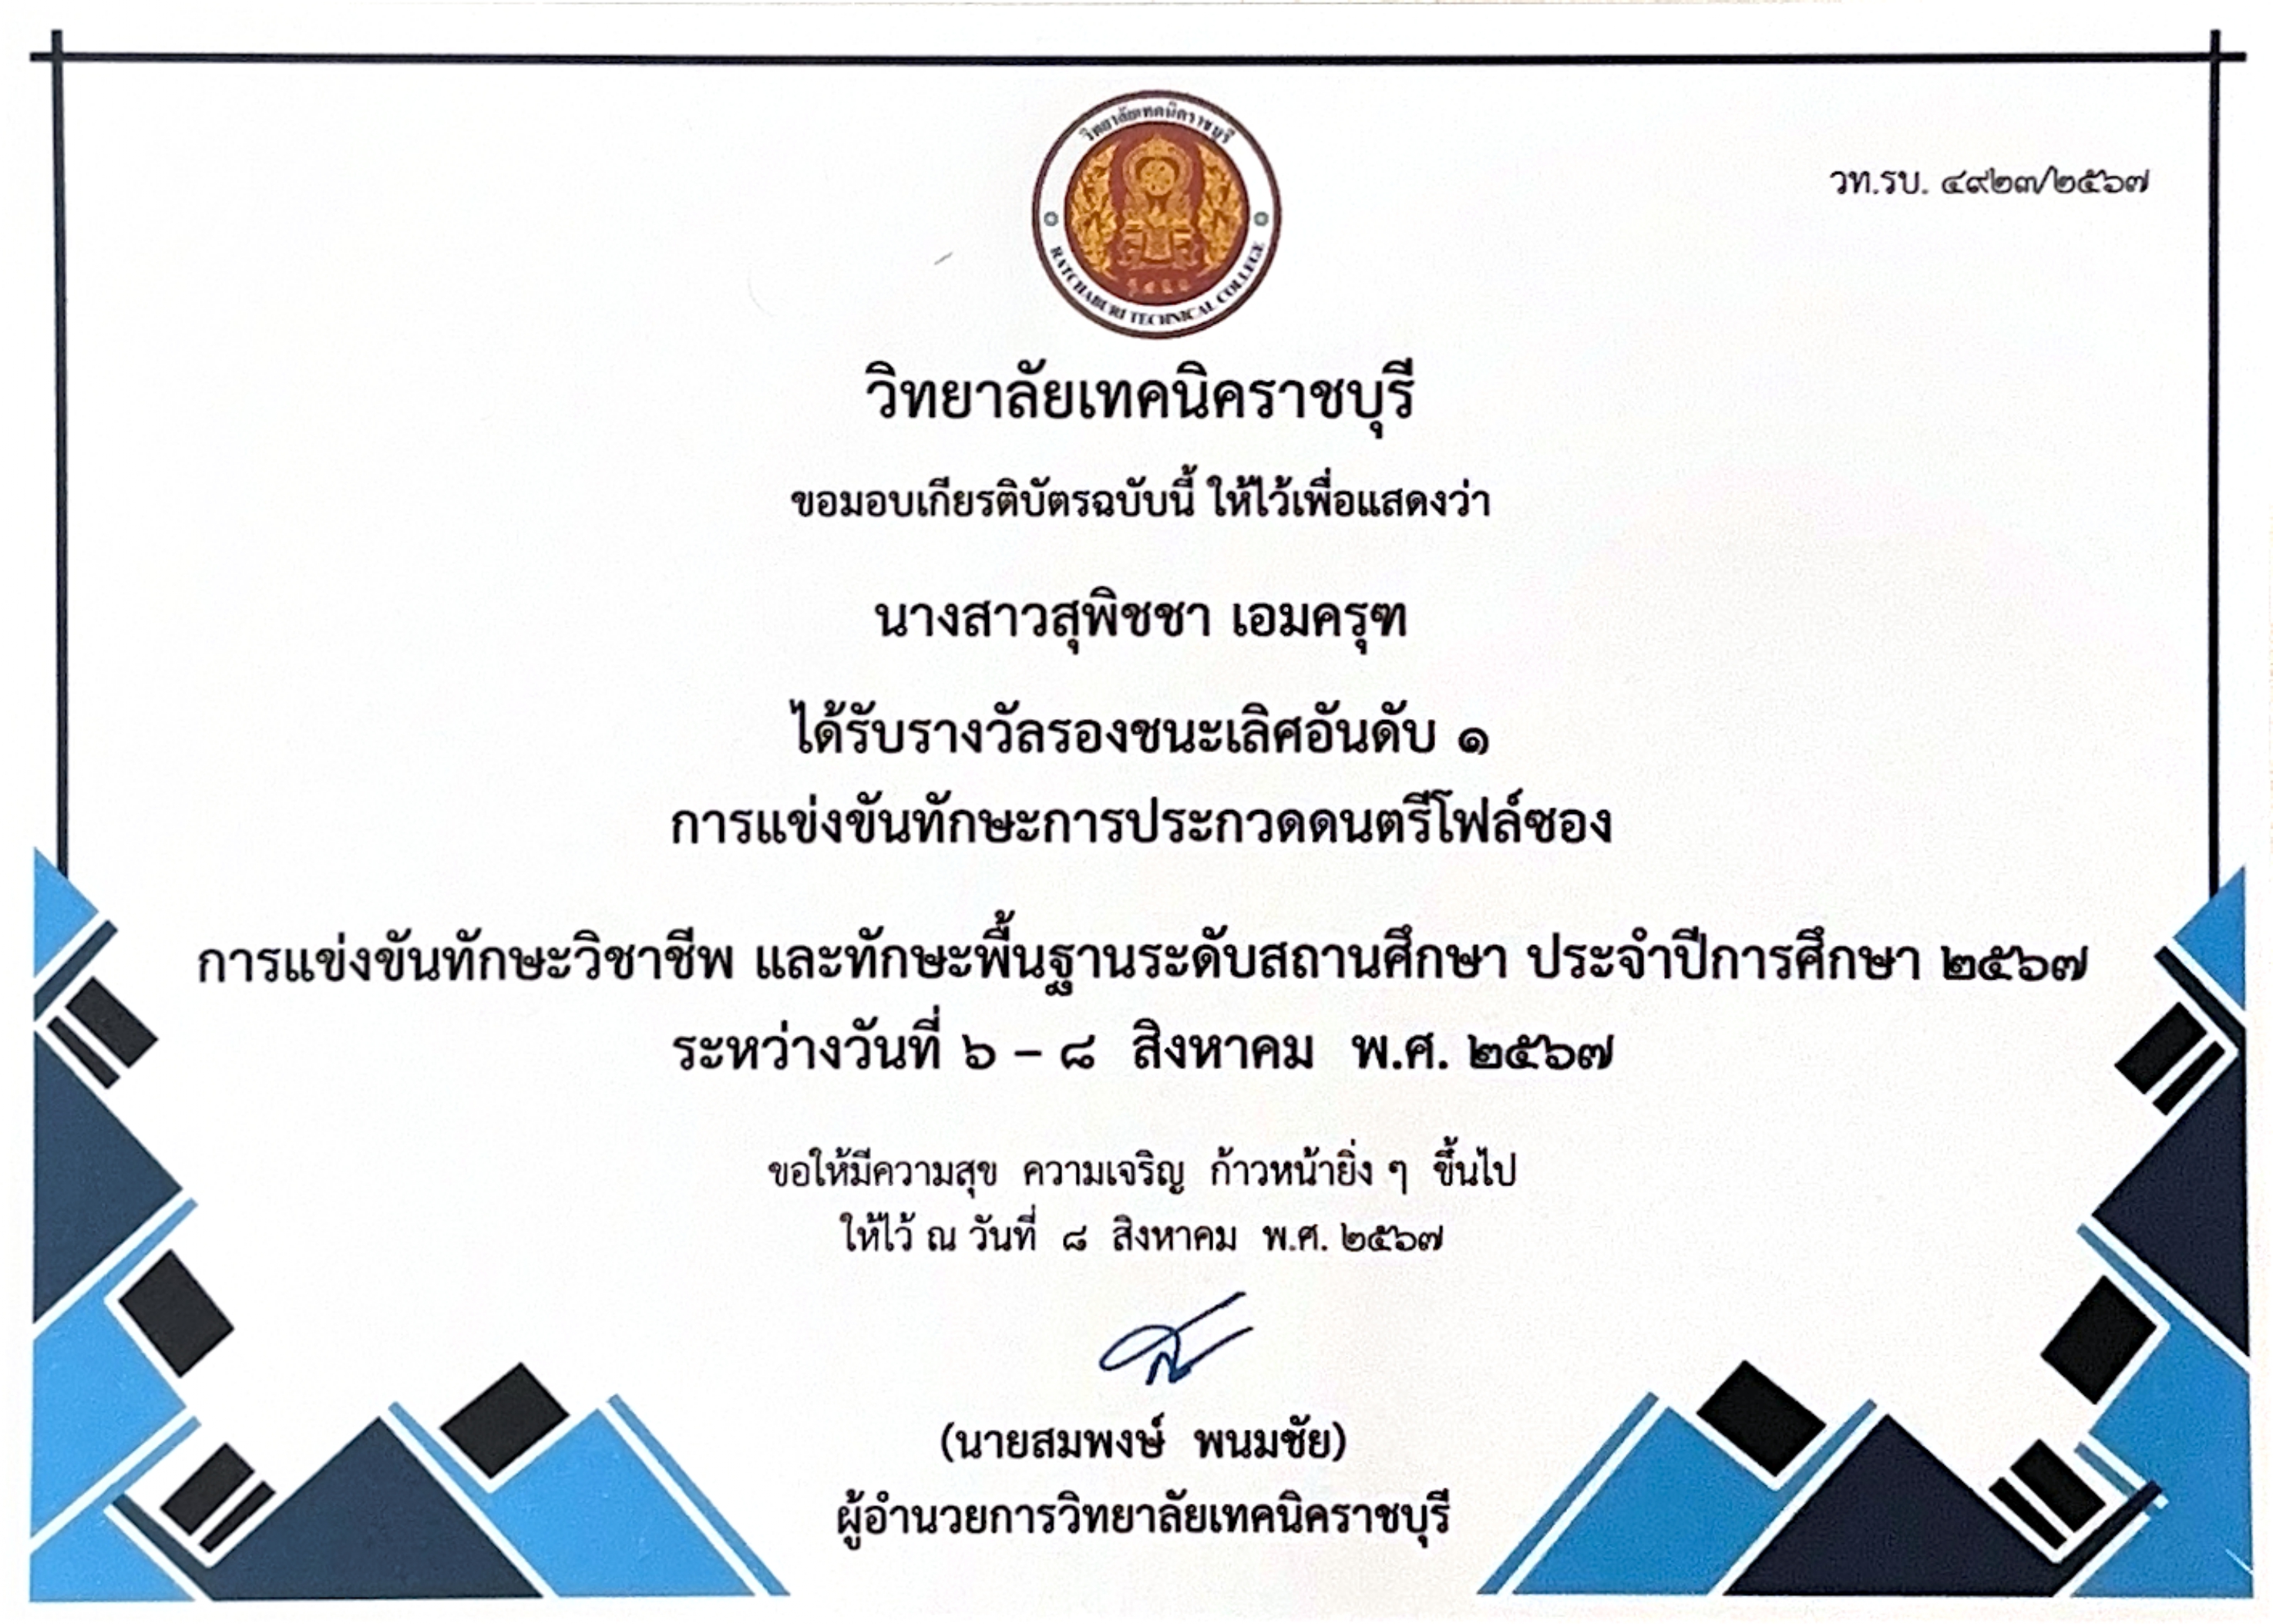 วิทยาลัยเทคนิคราชบุรี
RATCHABURI TECHNICAL COLLEGE
วท.รบ. ๔๙๒๓/๒๕๖๗
วิทยาลัยเทคนิคราชบุรี
ขอมอบเกียรติบัตรฉบับนี้ ให้ไว้เพื่อแสดงว่า
นางสาวสุพิชชา เอมครุฑ
ได้รับรางวัลรองชนะเลิศอันดับ ๑
การแข่งขันทักษะการประกวดดนตรีโฟล์ซอง
การแข่งขันทักษะวิชาชีพ และทักษะพื้นฐานระดับสถานศึกษา ประจำปีการศึกษา ๒๕๖๗
ระหว่างวันที่ ๖ – ๘ สิงหาคม พ.ศ. ๒๕๖๗
ขอให้มีความสุข ความเจริญ ก้าวหน้ายิ่ง ๆ ขึ้นไป
ให้ไว้ ณ วันที่ ๘ สิงหาคม พ.ศ. ๒๕๖๗
(นายสมพงษ์ พนมชัย)
ผู้อำนวยการวิทยาลัยเทคนิคราชบุรี